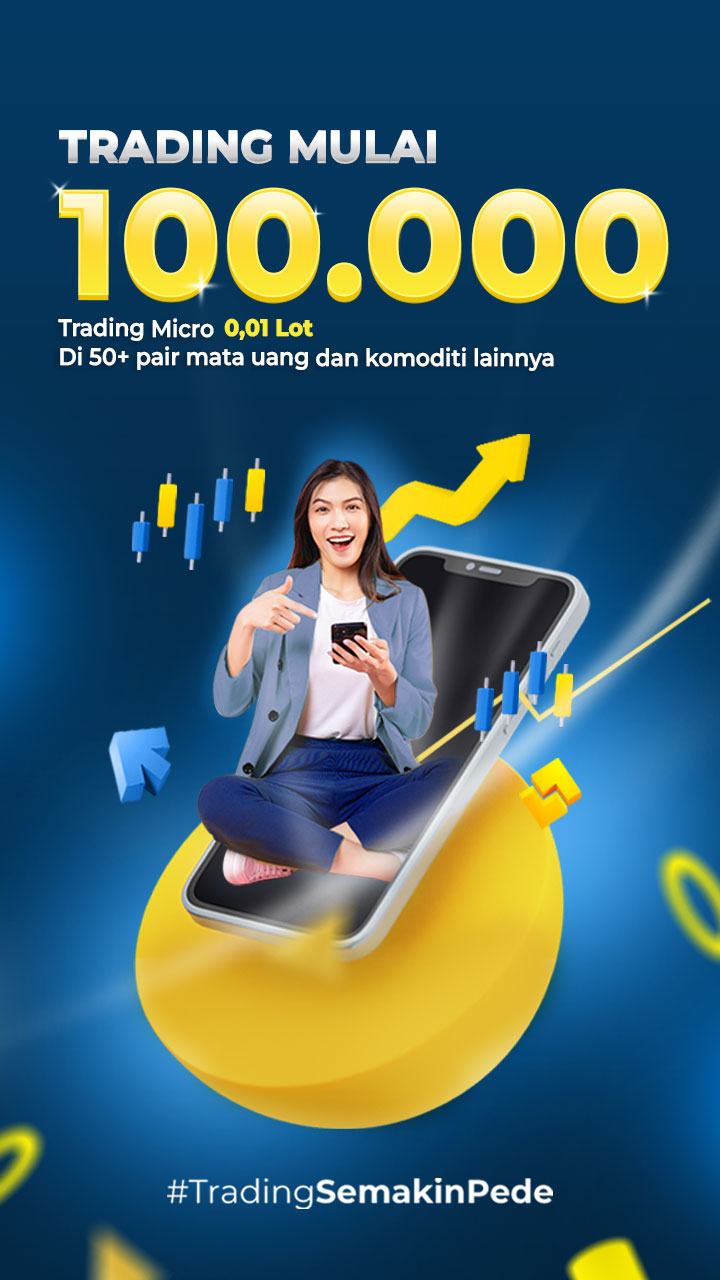 TRADING MULAI
100.000
Trading Micro 0,01 Lot
Di 50+ pair mata uang dan komoditi lainnya
#TradingSemakinPede